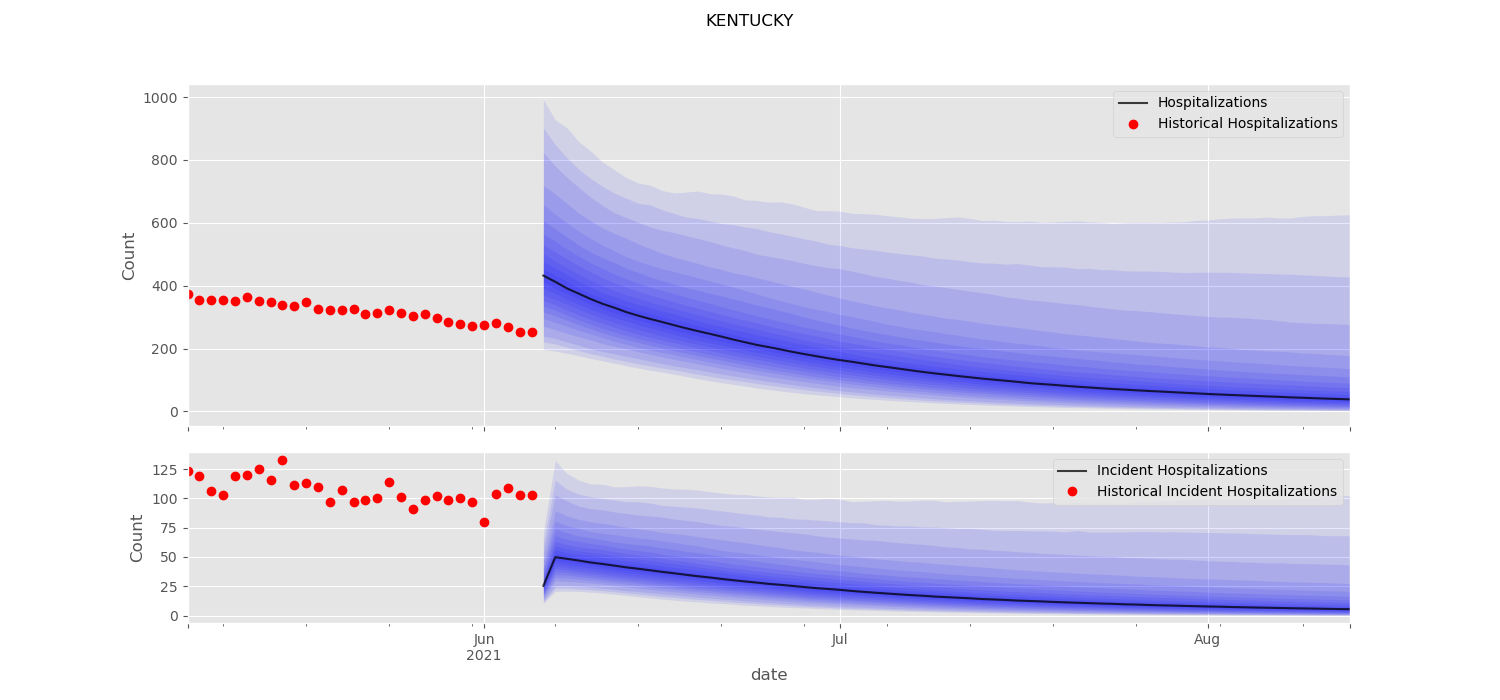 KENTUCKY
1000
800
600
400
200
0
Count
Hospitalizations
Historical Hospitalizations
125
100
75
50
25
0
Count
Incident Hospitalizations
Historical Incident Hospitalizations
Jun
2021
Jul
Aug
date